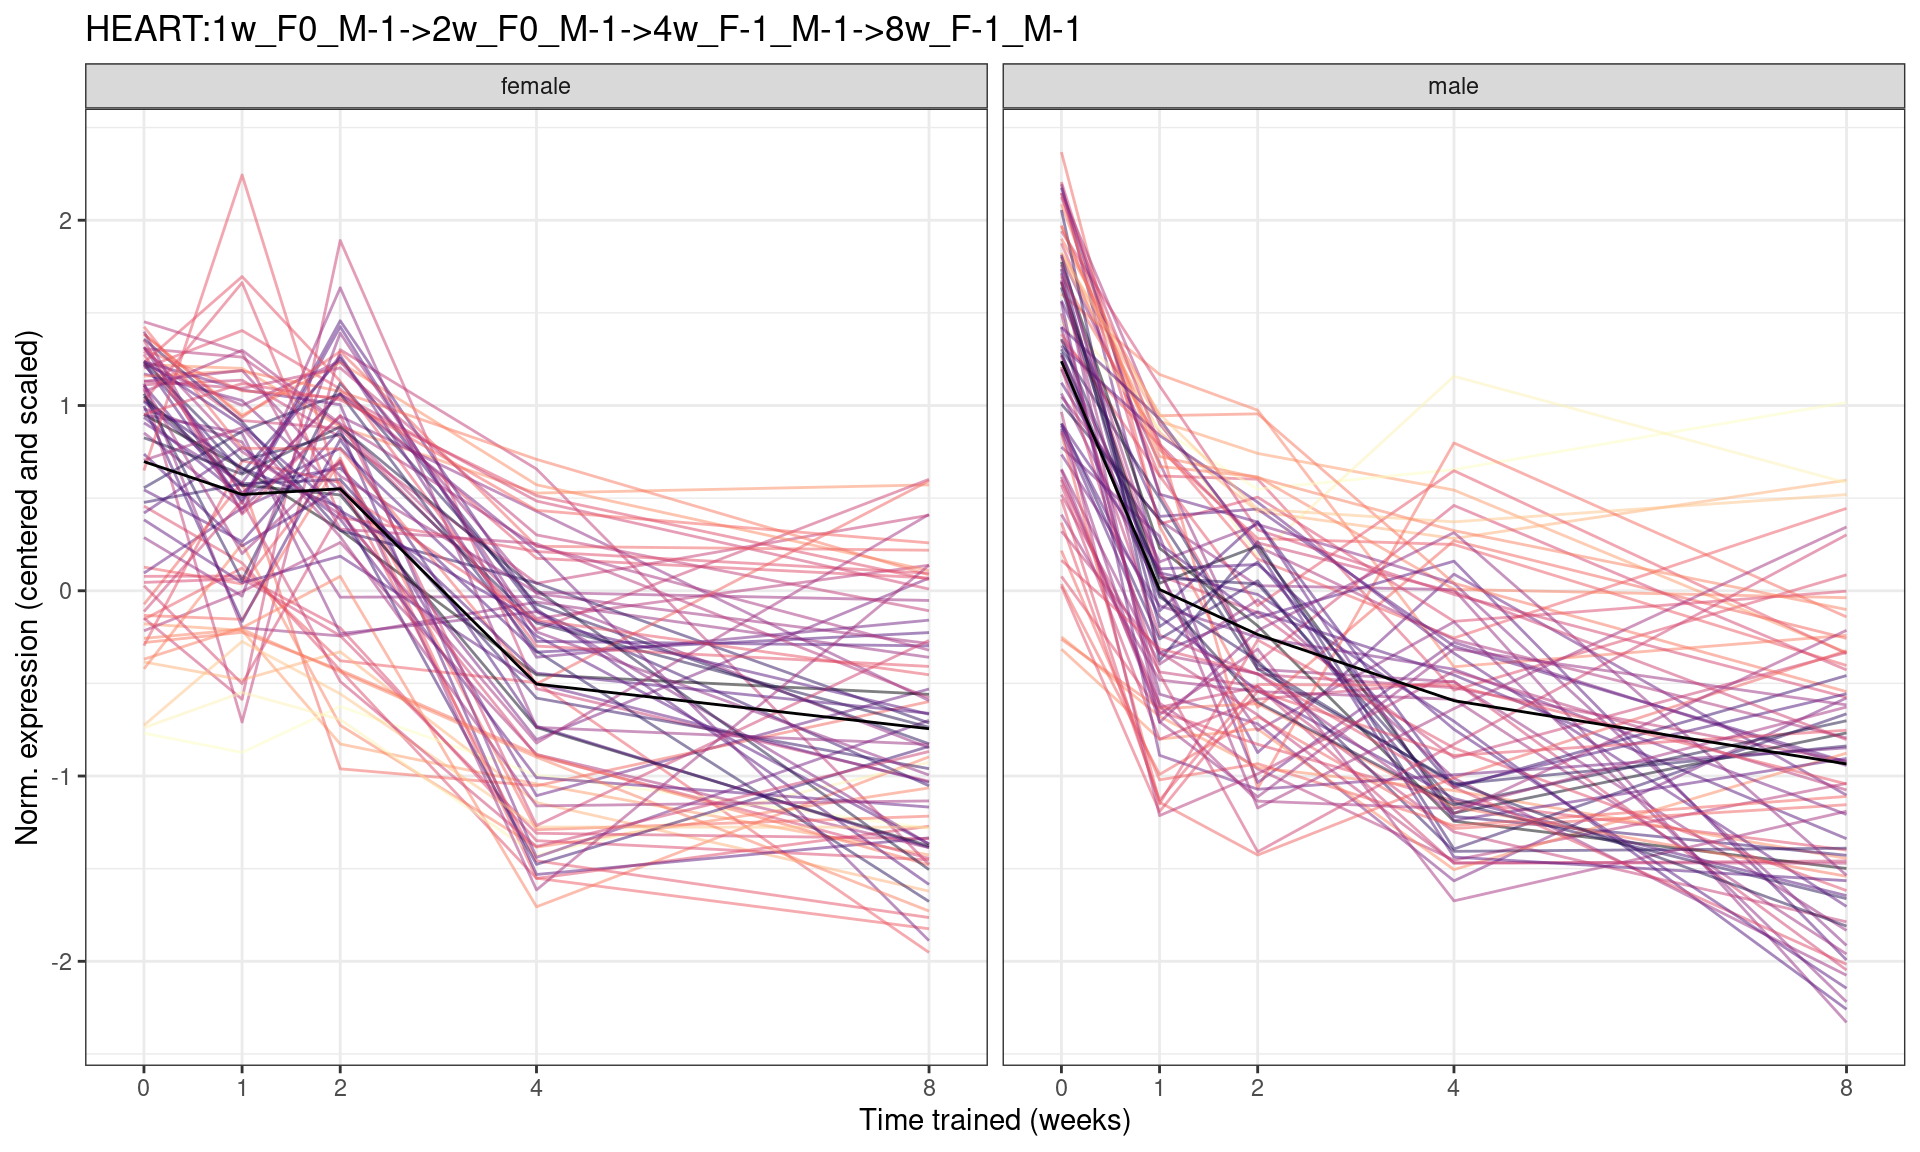 HEART:1w_F0_M-1->2w_F0_M-1->4w_F-1_M-1->8w_F-1_M-1
female
male
Norm. expression (centered and scaled)
2
1
0
-1
-2
0 1 2 4 8
0 1 2 4 8
Time trained (weeks)